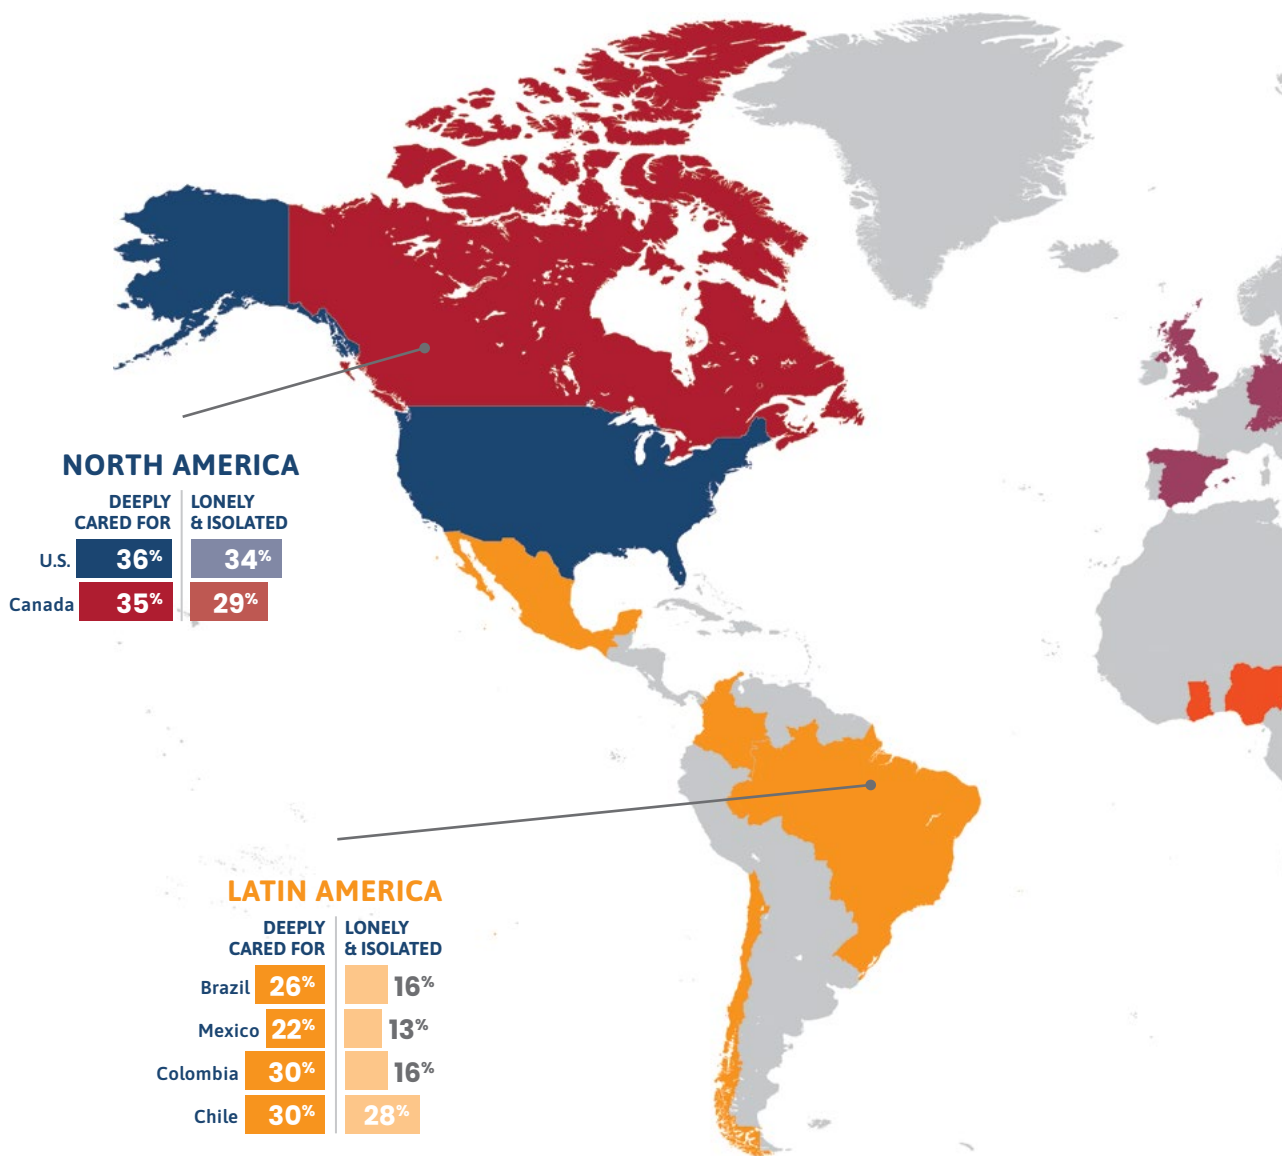 NORTH AMERICA
DEEPLY CARED FOR
LONELY & ISOLATED
U.S. 36% 34%
Canada 35% 29%
LATIN AMERICA
DEEPLY CARED FOR
LONELY & ISOLATED
Brazil 26% 16%
Mexico 22% 13%
Colombia 30% 16%
Chile 30% 28%